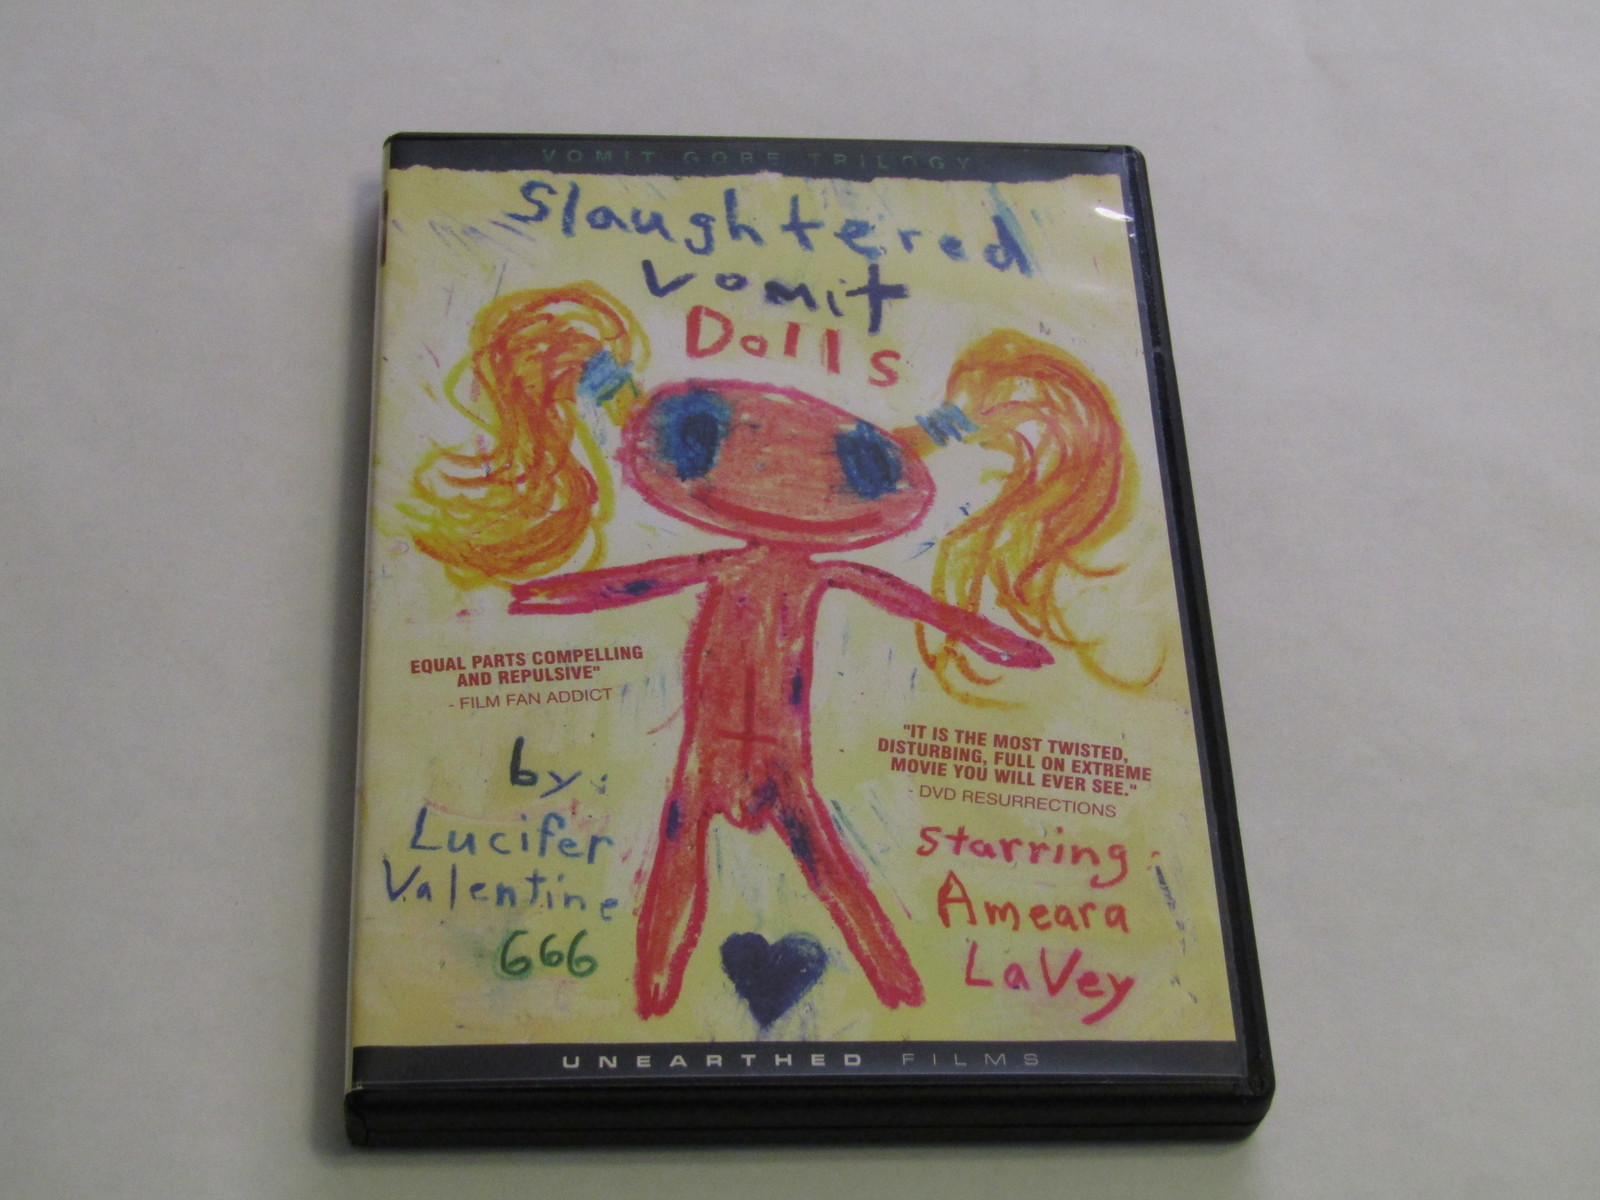 VOMIT GORE TRILOGY
Slaughtered
vomit
Dolls
EQUAL PARTS COMPELLING
AND REPULSIVE"
- FILM FAN ADDICT
"IT IS THE MOST TWISTED,
DISTURBING, FULL ON EXTREME
MOVIE YOU WILL EVER SEE."
- DVD RESURRECTIONS
by:
Lucifer
Valentine
666
starring:
Ameara
LaVey
UNEARTHED FILMS